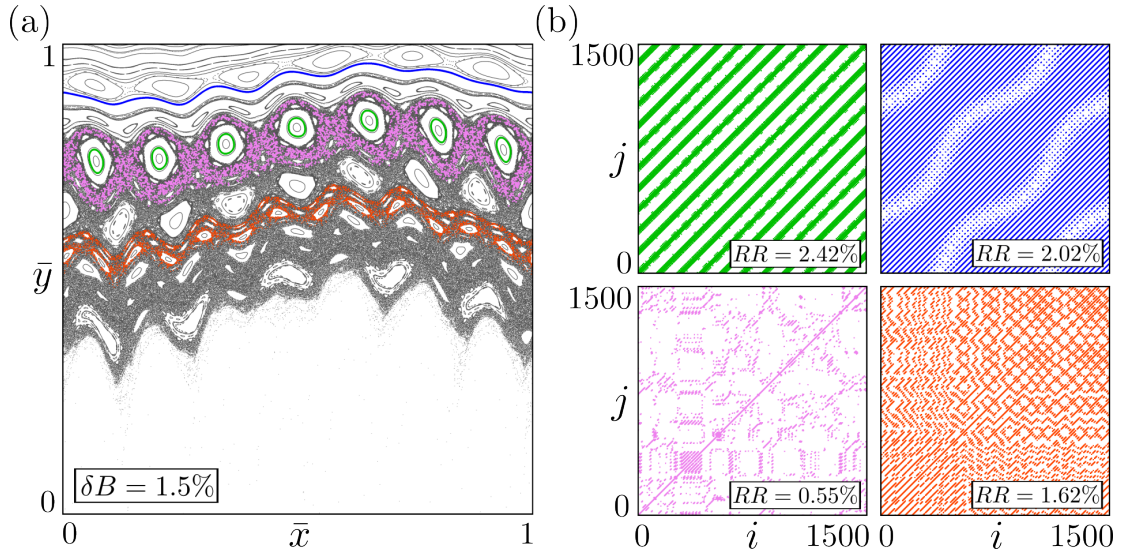 (a)
1
ȳ
0
δB = 1.5%
0
x̄
1
(b)
1500
j
0
RR = 2.42%
RR = 2.02%
1500
j
0
RR = 0.55%
RR = 1.62%
0
i
1500
0
i
1500